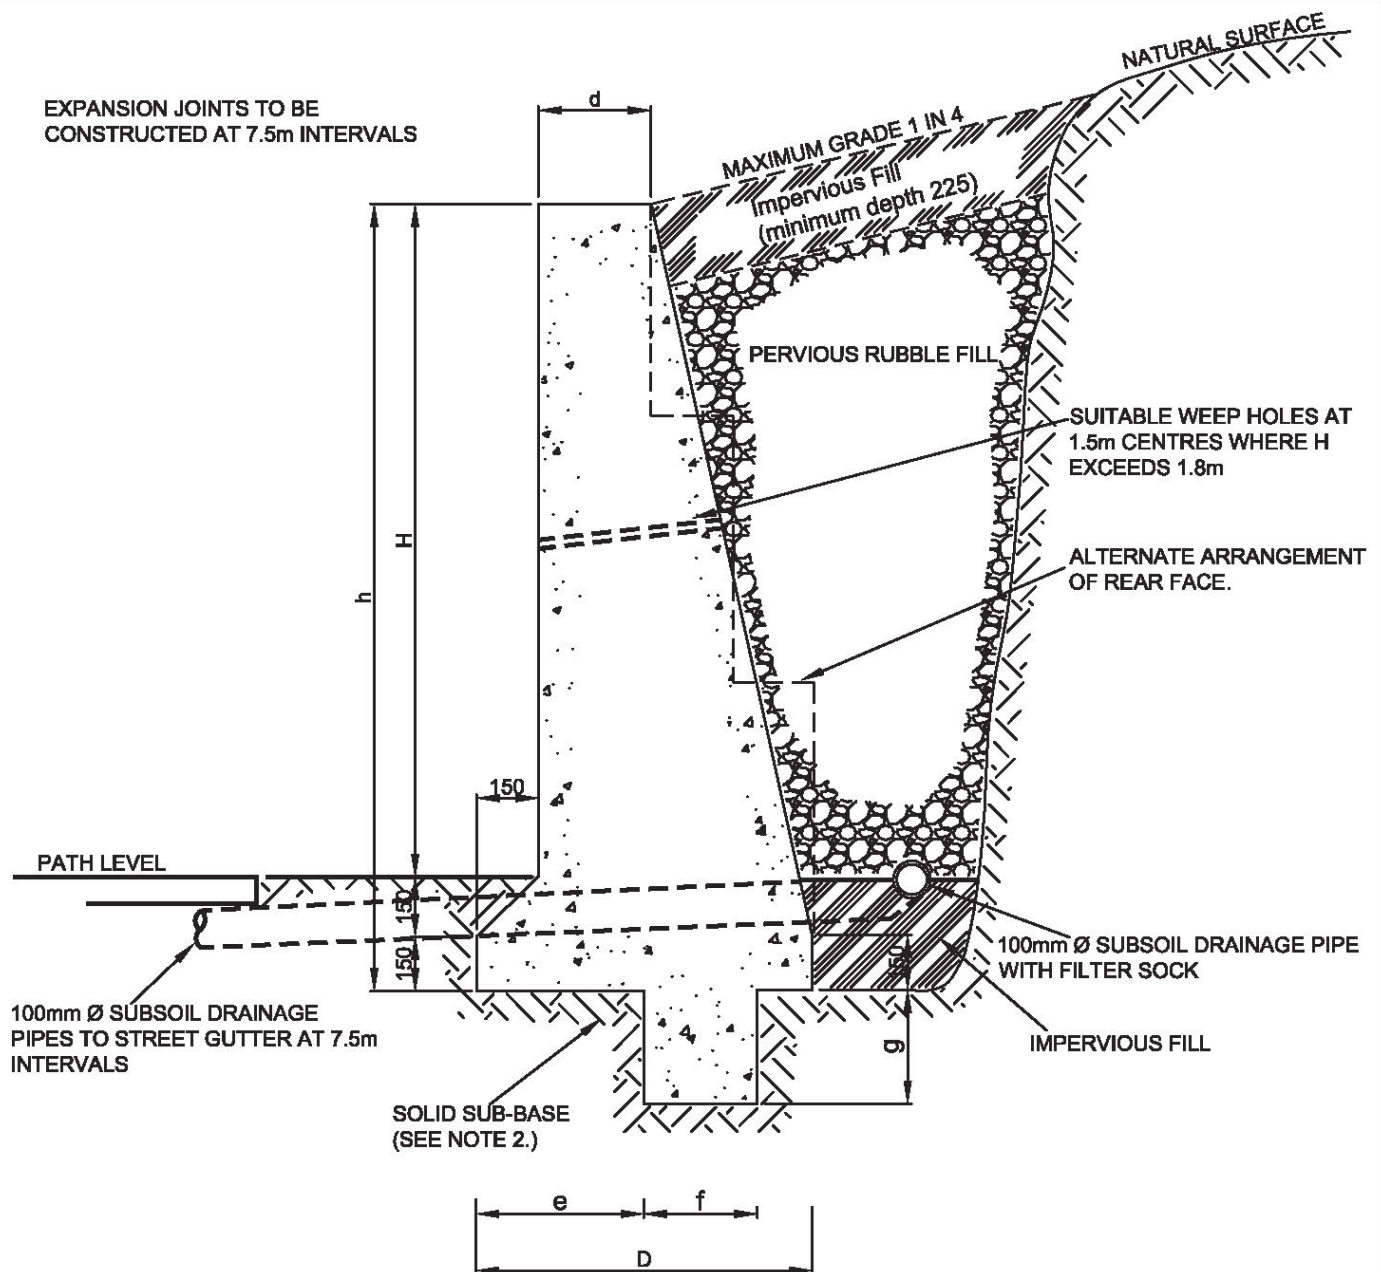 NATURAL SURFACE
EXPANSION JOINTS TO BE
CONSTRUCTED AT 7.5m INTERVALS
d
MAXIMUM GRADE 1 IN 4
Impervious Fill
(minimum depth 225)
PERVIOUS RUBBLE FILL
SUITABLE WEEP HOLES AT
1.5m CENTRES WHERE H
EXCEEDS 1.8m
H
h
ALTERNATE ARRANGEMENT
OF REAR FACE.
150
PATH LEVEL
150
150
150
100mm Ø SUBSOIL DRAINAGE PIPE
WITH FILTER SOCK
100mm Ø SUBSOIL DRAINAGE
PIPES TO STREET GUTTER AT 7.5m
INTERVALS
g
IMPERVIOUS FILL
SOLID SUB-BASE
(SEE NOTE 2.)
e
f
D